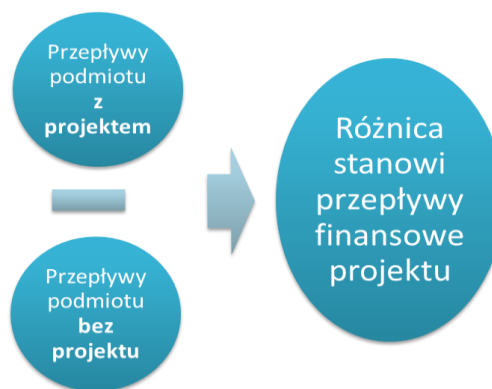 Przepływy
podmiotu
z
projektem
Przepływy
podmiotu
bez
projektu
Różnica
stanowi
przepływy
finansowe
projektu